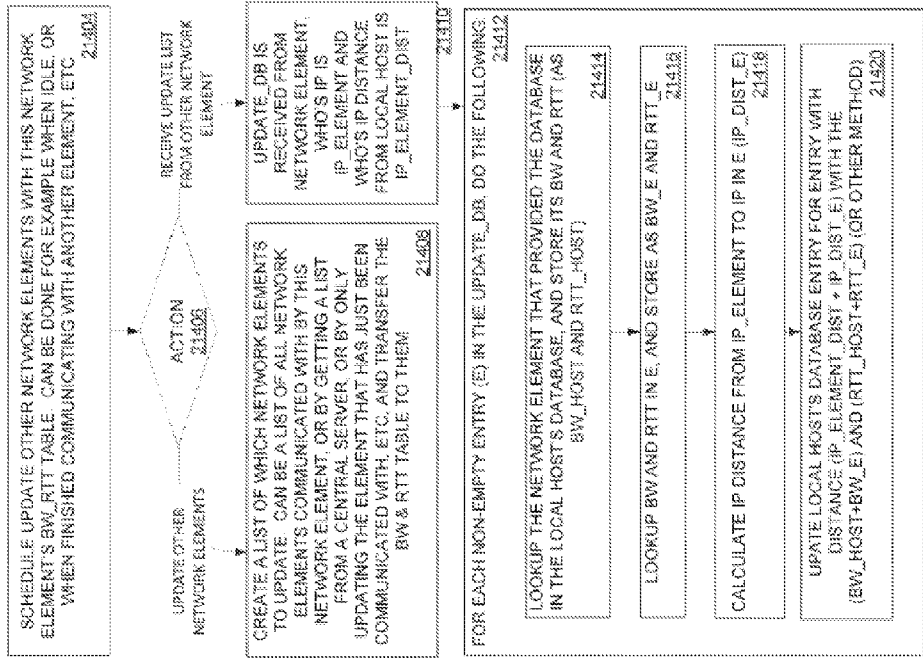 SCHEDULE UPDATE OTHER NETWORK ELEMENTS WITH THIS NETWORK
ELEMENT'S BW_RTT TABLE. CAN BE DONE FOR EXAMPLE WHEN IDLE, OR
WHEN FINISHED COMMUNICATING WITH ANOTHER ELEMENT, ETC
21404
ACTION
21406
UPDATE OTHER
NETWORK ELEMENTS
RECEIVE UPDATE LIST
FROM OTHER NETWORK
ELEMENT
CREATE A LIST OF WHICH NETWORK ELEMENTS
TO UPDATE. CAN BE A LIST OF ALL NETWORK
ELEMENTS COMMUNICATED WITH BY THIS
NETWORK ELEMENT, OR BY GETTING A LIST
FROM A CENTRAL SERVER, OR BY ONLY
UPDATING THE ELEMENT THAT HAS JUST BEEN
COMMUNICATED WITH, ETC, AND TRANSFER THE
BW & RTT TABLE TO THEM
21408
UPDATE_DB IS
RECEIVED FROM
NETWORK ELEMENT,
WHO'S IP IS
IP_ELEMENT AND
WHO'S IP DISTANCE
FROM LOCAL HOST IS
IP_ELEMENT_DIST
21410
FOR EACH NON-EMPTY ENTRY (E) IN THE UPDATE_DB, DO THE FOLLOWING:
21412
LOOKUP THE NETWORK ELEMENT THAT PROVIDED THE DATABASE
IN THE LOCAL HOST'S DATABASE, AND STORE ITS BW AND RTT (AS
BW_HOST AND RTT_HOST)
21414
LOOKUP BW AND RTT IN E, AND STORE AS BW_E AND RTT_E
21416
CALCULATE IP DISTANCE FROM IP_ELEMENT TO IP IN E (IP_DIST_E)
21418
UPATE LOCAL HOST'S DATABASE ENTRY FOR ENTRY WITH
DISTANCE (IP_ELEMENT_DIST + IP_DIST_E) WITH THE
(BW_HOST+BW_E) AND (RTT_HOST+RTT_E) (OR OTHER METHOD)
21420